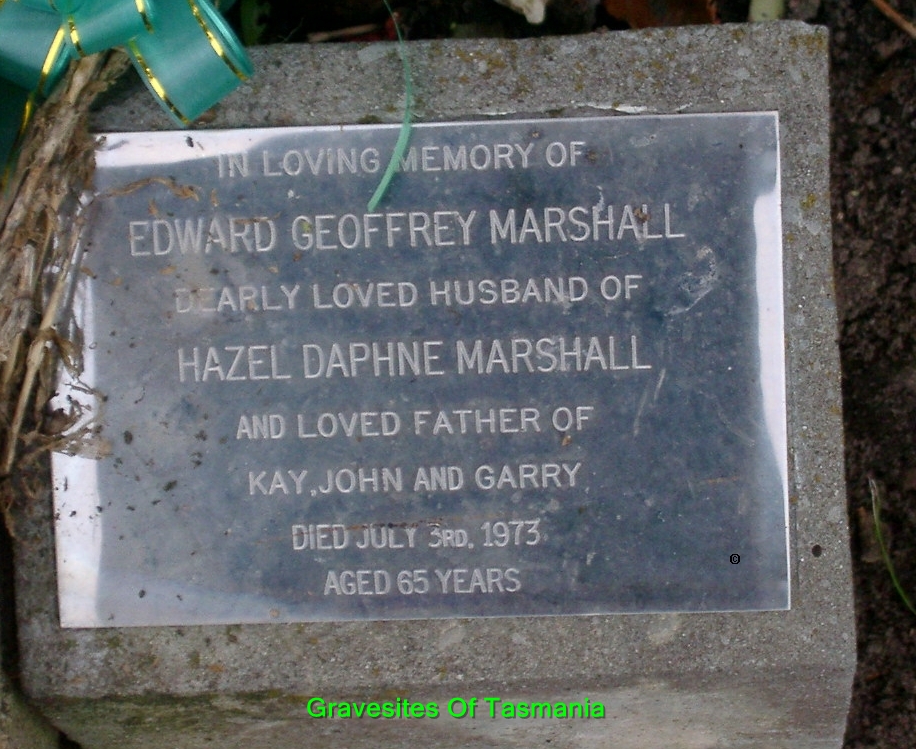 IN LOVING MEMORY OF
EDWARD GEOFFREY MARSHALL
DEARLY LOVED HUSBAND OF
HAZEL DAPHNE MARSHALL
AND LOVED FATHER OF
KAY, JOHN AND GARRY
DIED JULY 3RD, 1973
©
AGED 65 YEARS
Gravesites Of Tasmania